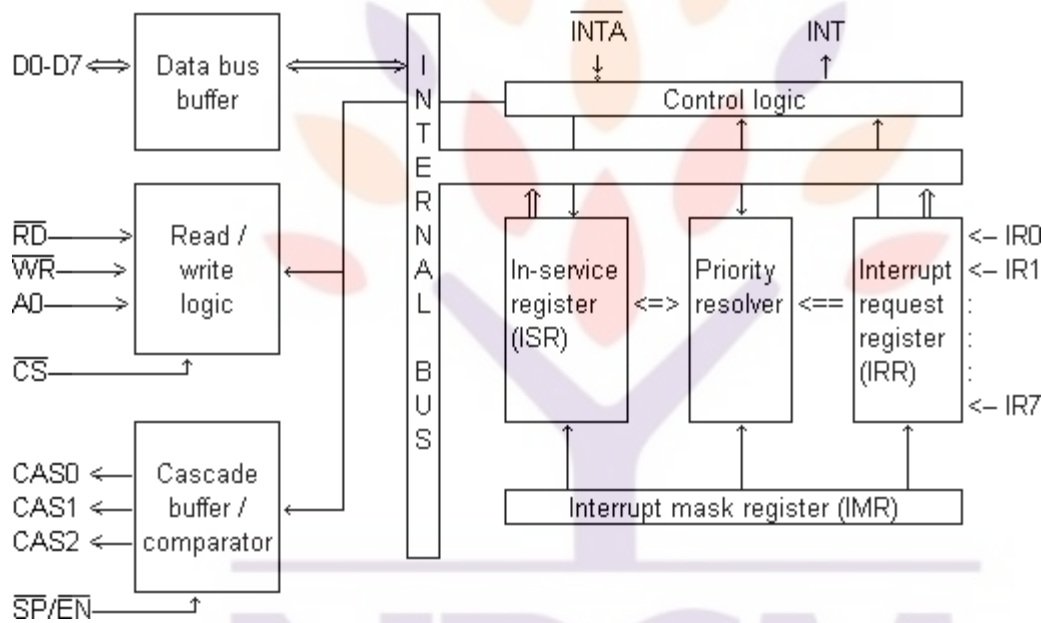 INTA
INT
D0-D7
Data bus
buffer
Control logic
INTERNAL BUS
RD
WR
A0
CS
Read /
write
logic
In-service
register
(ISR)
<=>
Priority
resolver
<==
Interrupt
request
register
(IRR)
<– IR0
<– IR1
:
:
:
<– IR7
CAS0
CAS1
CAS2
Cascade
buffer /
comparator
Interrupt mask register (IMR)
SP/EN